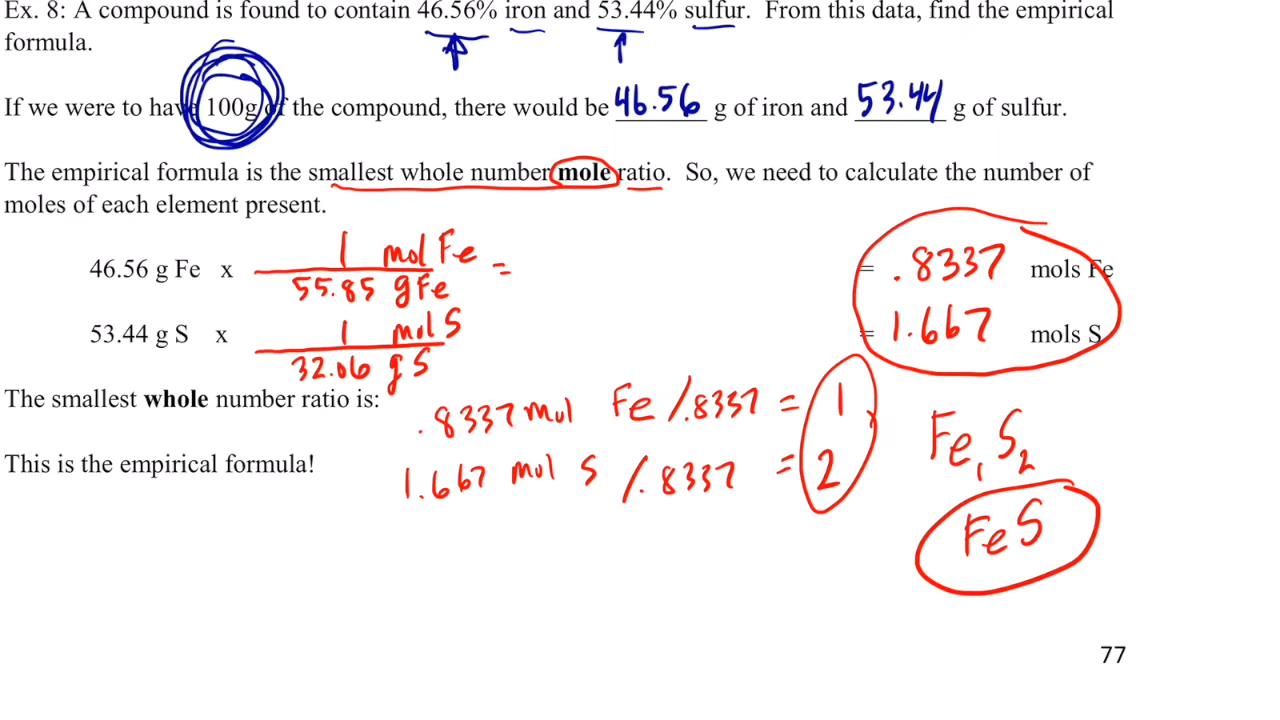 Ex. 8: A compound is found to contain 46.56% iron and 53.44% sulfur. From this data, find the empirical
formula.
If we were to have 100g of the compound, there would be 46.56 g of iron and 53.44 g of sulfur.
The empirical formula is the smallest whole number mole ratio. So, we need to calculate the number of
moles of each element present.
46.56 g Fe x 1 mol Fe = = .8337 mols Fe
55.85 g Fe
53.44 g S x 1 mol S = 1.667 mols S
32.06 g S
The smallest whole number ratio is: .8337 mol Fe /.8337 = 1
Fe1S2
This is the empirical formula! 1.667 mol S /.8337 = 2
FeS
77